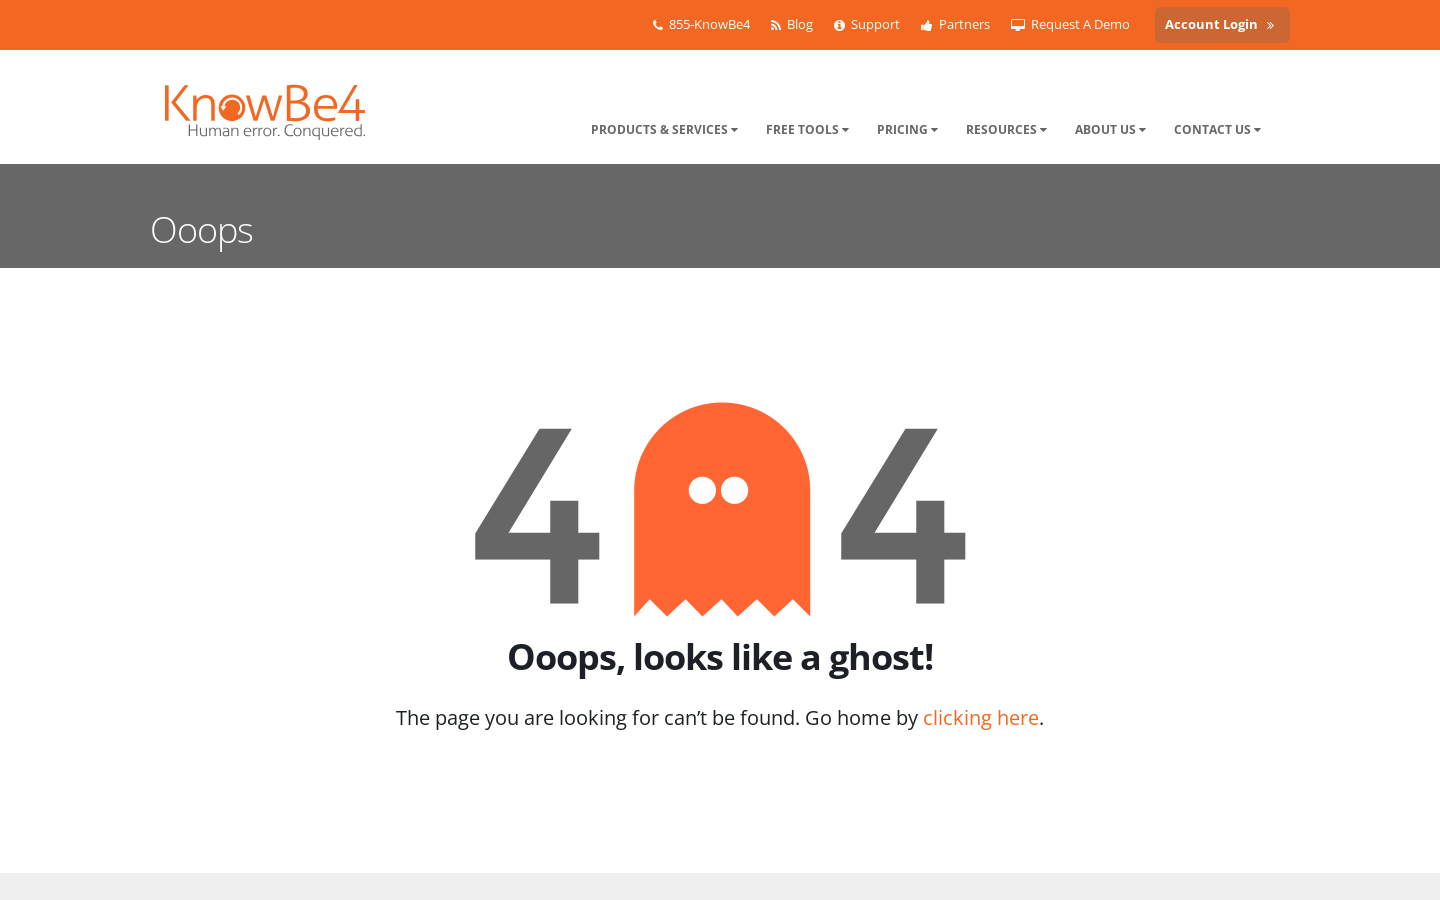 855-KnowBe4 Blog Support Partners Request A Demo Account Login »
KnowBe4
Human error. Conquered.
PRODUCTS & SERVICES FREE TOOLS PRICING RESOURCES ABOUT US CONTACT US
Ooops
4 4
Ooops, looks like a ghost!
The page you are looking for can’t be found. Go home by clicking here.